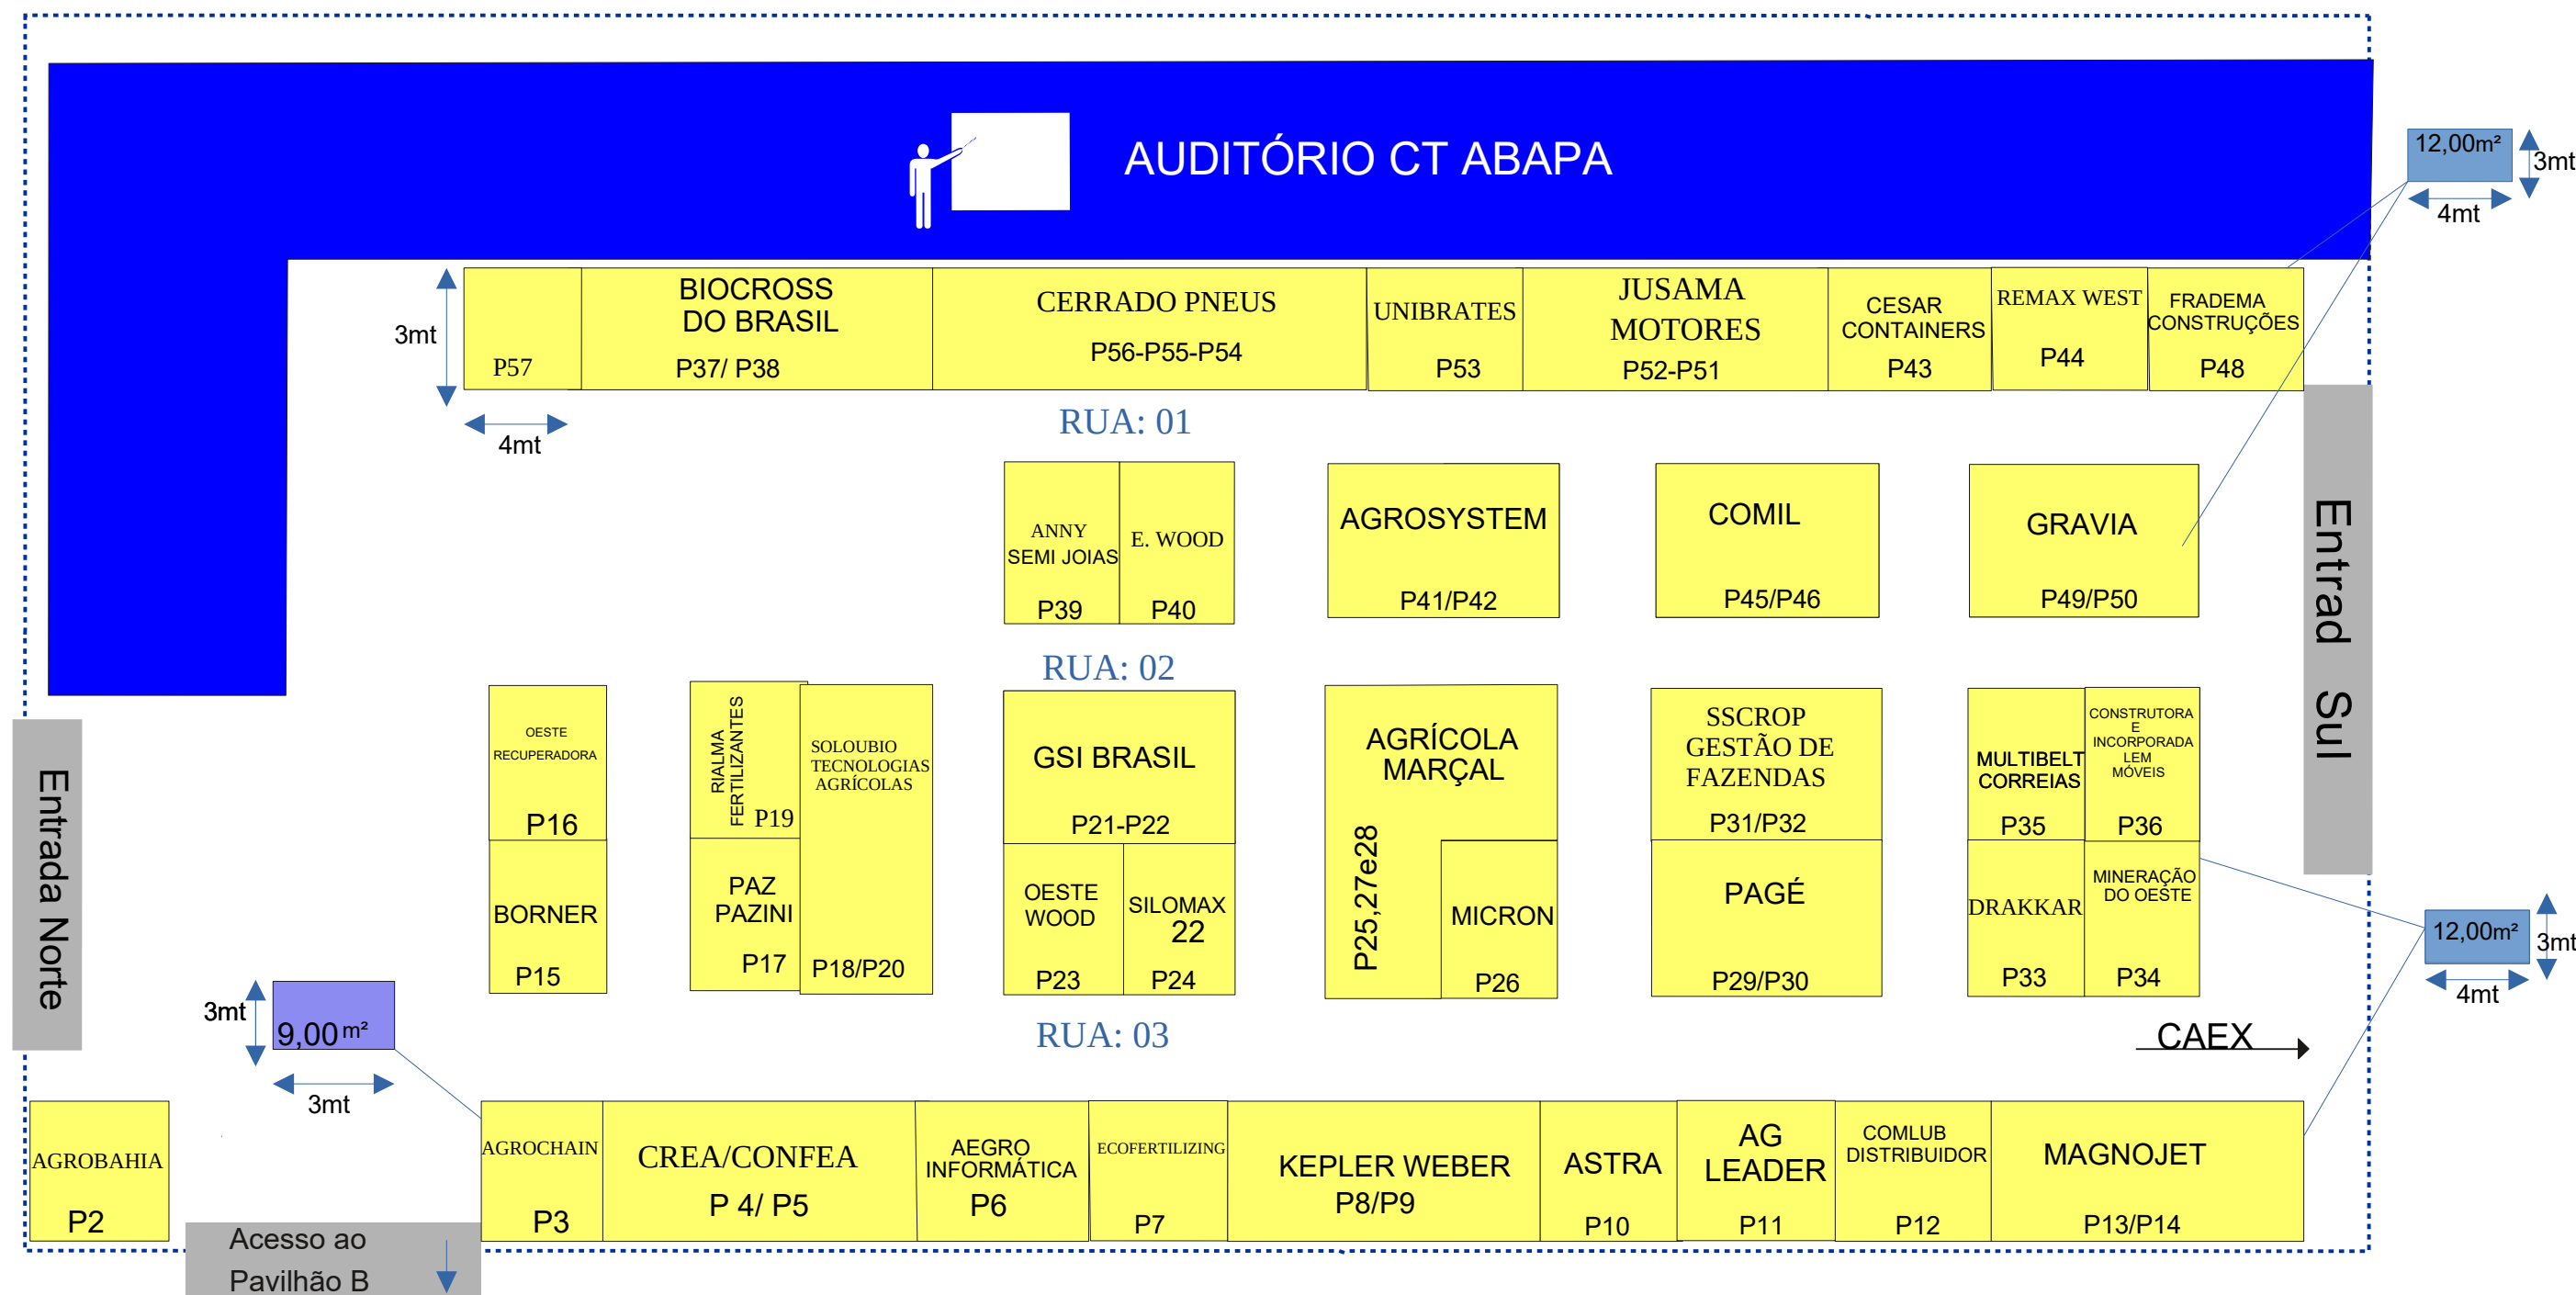 AUDITÓRIO CT ABAPA
12,00m²
3mt
4mt
3mt
4mt
P57
BIOCROSS
DO BRASIL
P37/ P38
CERRADO PNEUS
P56-P55-P54
UNIBRATES
P53
JUSAMA
MOTORES
P52-P51
CESAR
CONTAINERS
P43
REMAX WEST
P44
FRADEMA
CONSTRUÇÕES
P48
RUA: 01
ANNY
SEMI JOIAS
P39
E. WOOD
P40
AGROSYSTEM
P41/P42
COMIL
P45/P46
GRAVIA
P49/P50
Entrad Sul
RUA: 02
OESTE
RECUPERADORA
P16
BORNER
P15
RIALMA
FERTILIZANTES
P19
PAZ
PAZINI
P17
SOLOUBIO
TECNOLOGIAS
AGRÍCOLAS
P18/P20
GSI BRASIL
P21-P22
OESTE
WOOD
P23
SILOMAX
22
P24
AGRÍCOLA
MARÇAL
P25,27e28
MICRON
P26
SSCROP
GESTÃO DE
FAZENDAS
P31/P32
PAGÉ
P29/P30
MULTIBELT
CORREIAS
P35
CONSTRUTORA
E
INCORPORADA
LEM
MÓVEIS
P36
DRAKKAR
P33
MINERAÇÃO
DO OESTE
P34
12,00m²
3mt
4mt
Entrada Norte
3mt
9,00 m²
3mt
RUA: 03
CAEX
AGROBAHIA
P2
AGROCHAIN
P3
CREA/CONFEA
P 4/ P5
AEGRO
INFORMÁTICA
P6
ECOFERTILIZING
P7
KEPLER WEBER
P8/P9
ASTRA
P10
AG
LEADER
P11
COMLUB
DISTRIBUIDOR
P12
MAGNOJET
P13/P14
Acesso ao
Pavilhão B